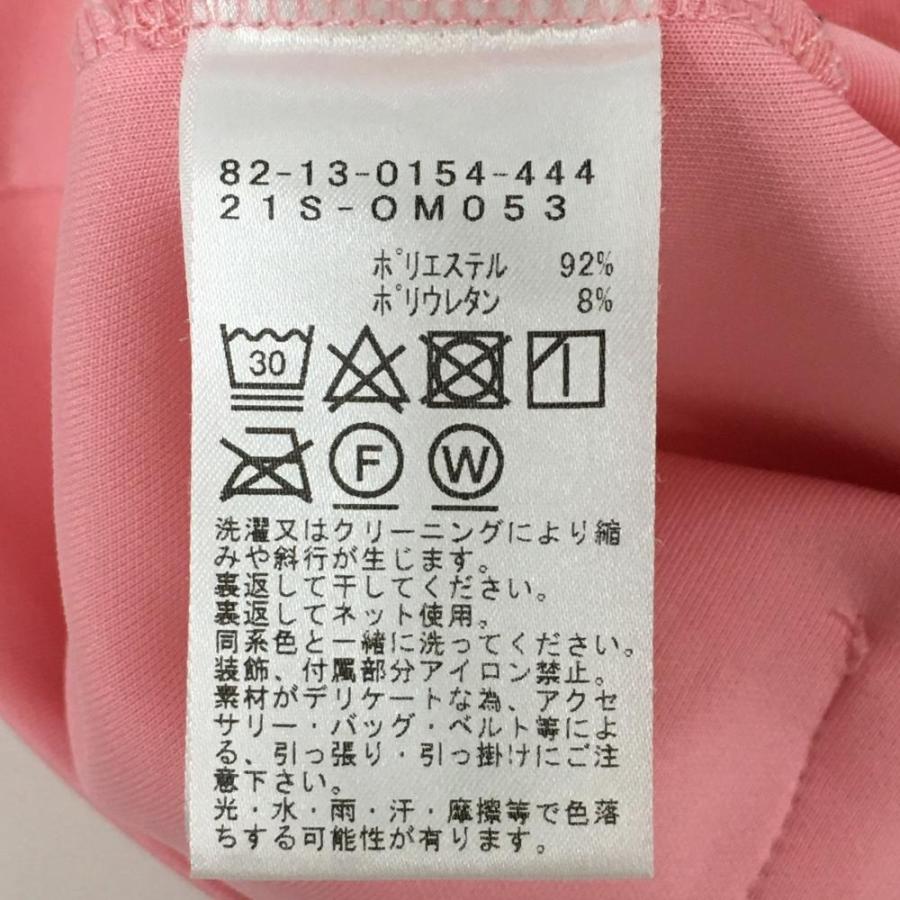 82-13-0154-444
21S-OM053
ポリエステル 92%
ポリウレタン 8%
30
F W
洗濯又はクリーニングにより縮
みや斜行が生じます。
裏返して干してください。
裏返してネット使用。
同系色と一緒に洗ってください。
装飾、付属部分アイロン禁止。
素材がデリケートな為、アクセ
サリー・バッグ・ベルト等によ
る、引っ張り・引っ掛けにご注
意下さい。
光・水・雨・汗・摩擦等で色落
ちする可能性が有ります。